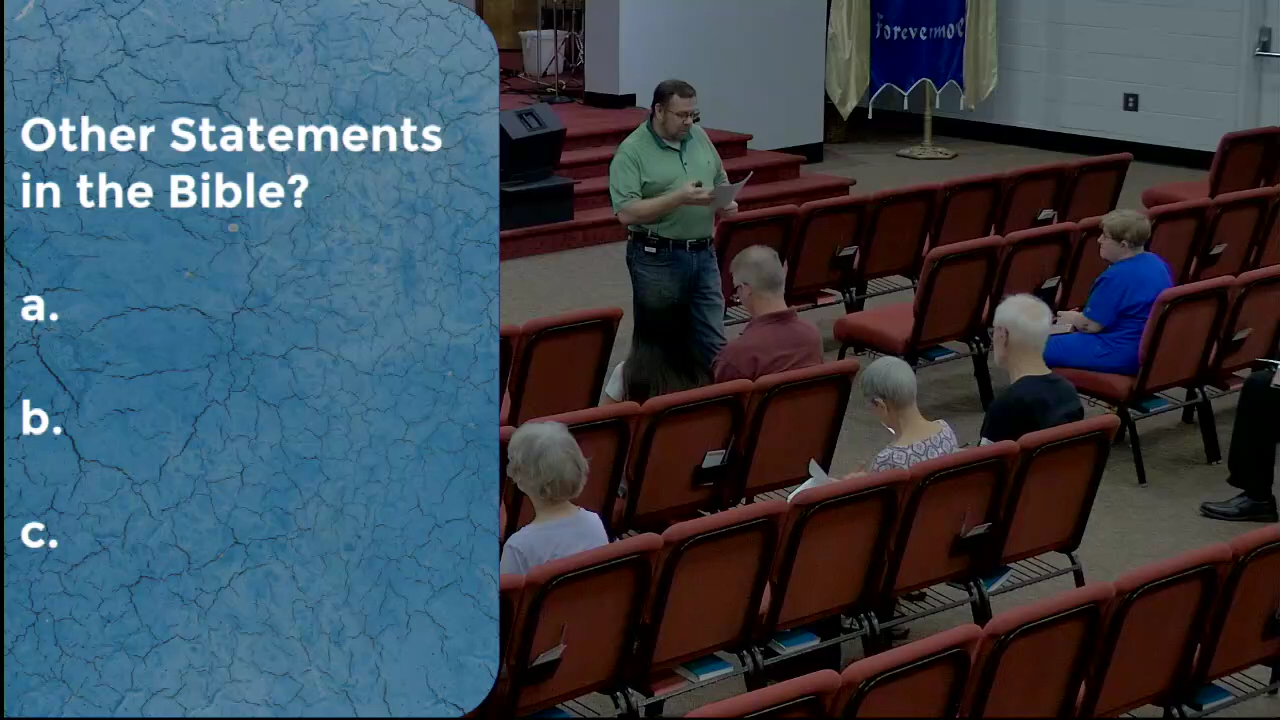 Other Statements
in the Bible?
a.
b.
c.
Forevermore